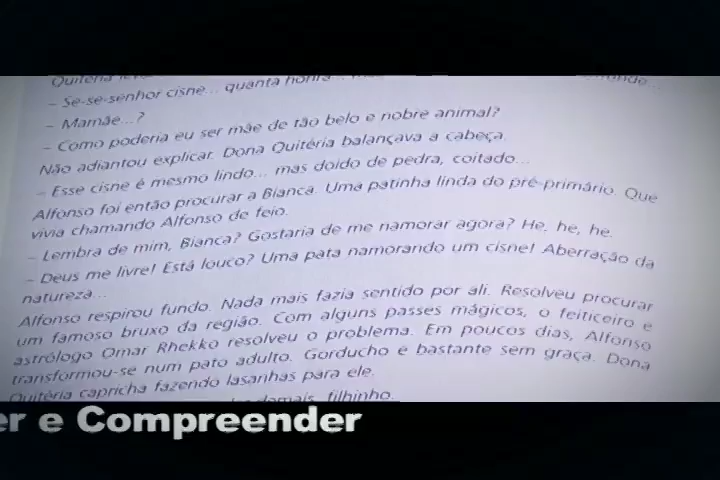 Quitéria
– Se-se-senhor cisne... quanta honra...
– Mamãe...?
– Como poderia eu ser mãe de tão belo e nobre animal?
Não adiantou explicar. Dona Quitéria balançava a cabeça.
– Esse cisne é mesmo lindo... mas doido de pedra, coitado...
Alfonso foi então procurar a Bianca. Uma patinha linda do pré-primário. Que
vivia chamando Alfonso de feio.
– Lembra de mim, Bianca? Gostaria de me namorar agora? He, he, he.
– Deus me livre! Está louco? Uma pata namorando um cisne! Aberração da
natureza...
Alfonso respirou fundo. Nada mais fazia sentido por ali. Resolveu procurar
um famoso bruxo da região. Com alguns passes mágicos, o feiticeiro e
astrólogo Omar Rhekko resolveu o problema. Em poucos dias, Alfonso
transformou-se num pato adulto. Gorducho e bastante sem graça. Dona
Quitéria capricha fazendo lasanhas para ele.
demais, filhinho.
er e Compreender